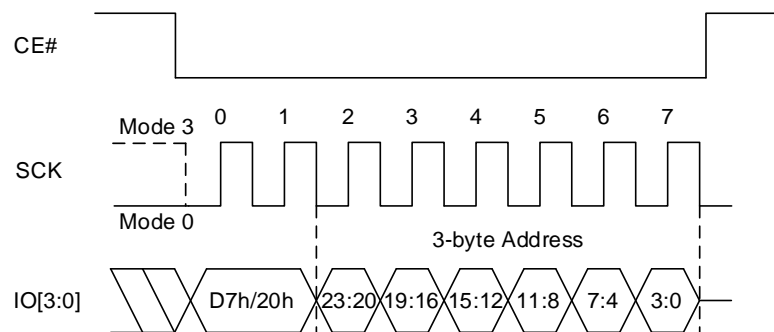 CE#
Mode 3
0 1 2 3 4 5 6 7
SCK
Mode 0
3-byte Address
IO[3:0]
D7h/20h 23:20 19:16 15:12 11:8 7:4 3:0